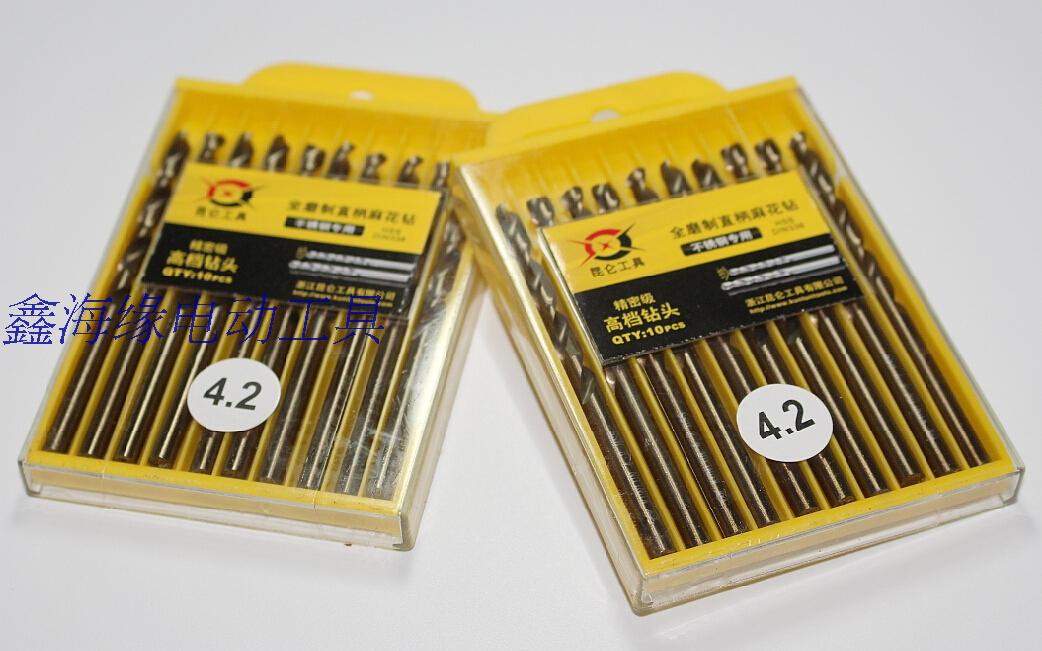 昆仑工具
全磨制直柄麻花钻
不锈钢专用
HSS
DIN338
精密级
高档钻头
QTY:10PCS
浙江昆仑工具有限公司
4.2
昆仑工具
全磨制直柄麻花钻
不锈钢专用
HSS
DIN338
精密级
高档钻头
QTY:10PCS
浙江昆仑工具有限公司
4.2
鑫海缘电动工具